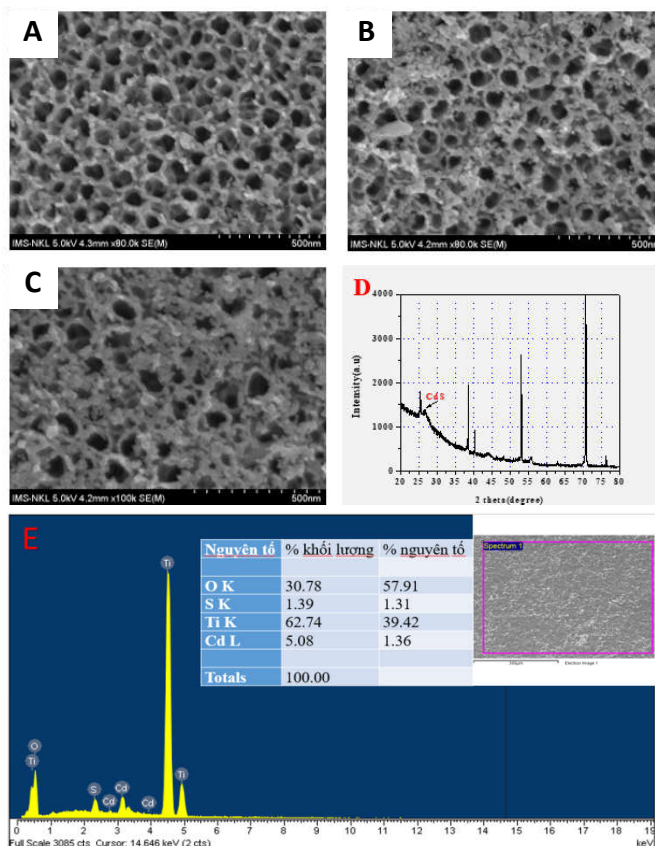 A
IMS-NKL 5.0kV 4.3mm x80.0k SE(M)
500nm
B
IMS-NKL 5.0kV 4.2mm x80.0k SE(M)
500nm
C
IMS-NKL 5.0kV 4.2mm x100k SE(M)
500nm
D
4000
3000
2000
1000
0
Intensity(a.u)
CdS
20 25 30 35 40 45 50 55 60 65 70 75 80
2 theta(degree)
E
Nguyên tố % khối lượng % nguyên tố
O K 30.78 57.91
S K 1.39 1.31
Ti K 62.74 39.42
Cd L 5.08 1.36
Totals 100.00
Spectrum 1
Electron Image 1
Ti
O
Ti
S
Cd
Cd
Cd
Ti
0 1 2 3 4 5 6 7 8 9 10 11 12 13 14 15 16 17 18 19
Full Scale 3085 cts Cursor: 14.646 keV (2 cts)
keV